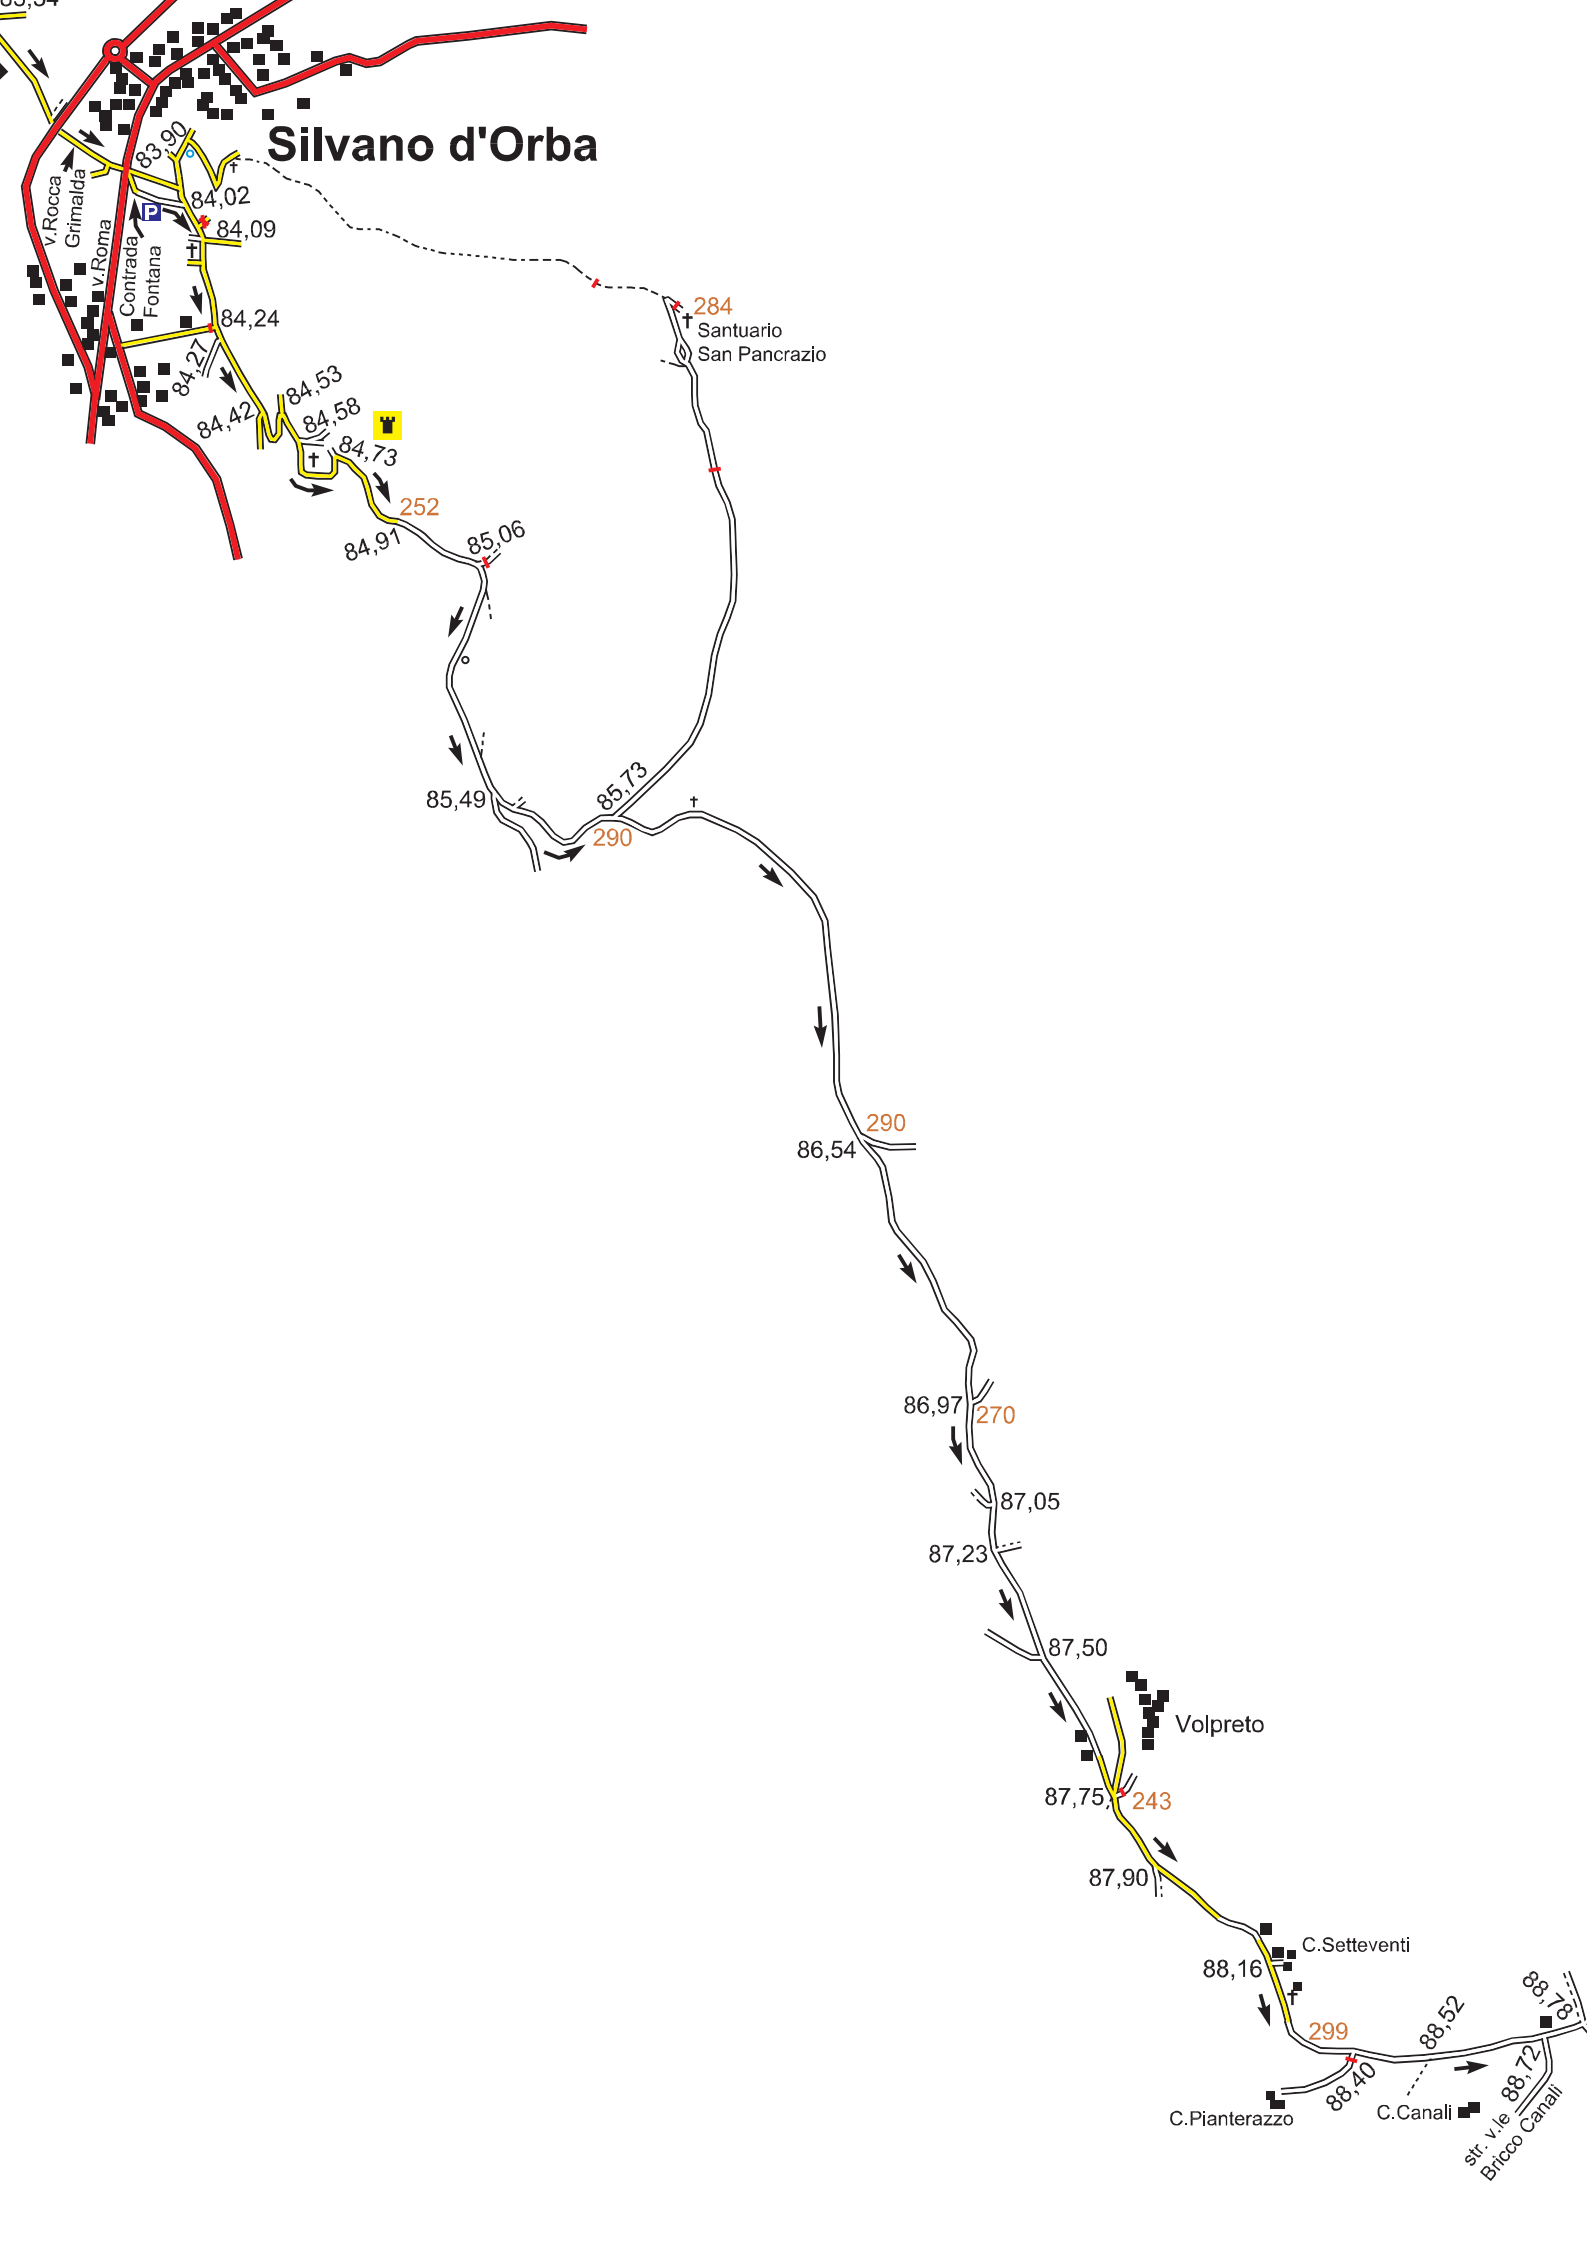 83,90
Silvano d'Orba
v.Rocca
Grimalda
v.Roma
Contrada
Fontana
P
84,02
84,09
84,24
84,27
284
Santuario
San Pancrazio
84,42
84,53
84,58
84,73
252
84,91
85,06
85,49
85,73
290
290
86,54
86,97
270
87,05
87,23
87,50
Volpreto
87,75
243
87,90
C.Setteventi
88,16
299
88,40
C.Pianterazzo
88,52
C.Canali
88,72
88,78
str. v.le
Bricco Canali